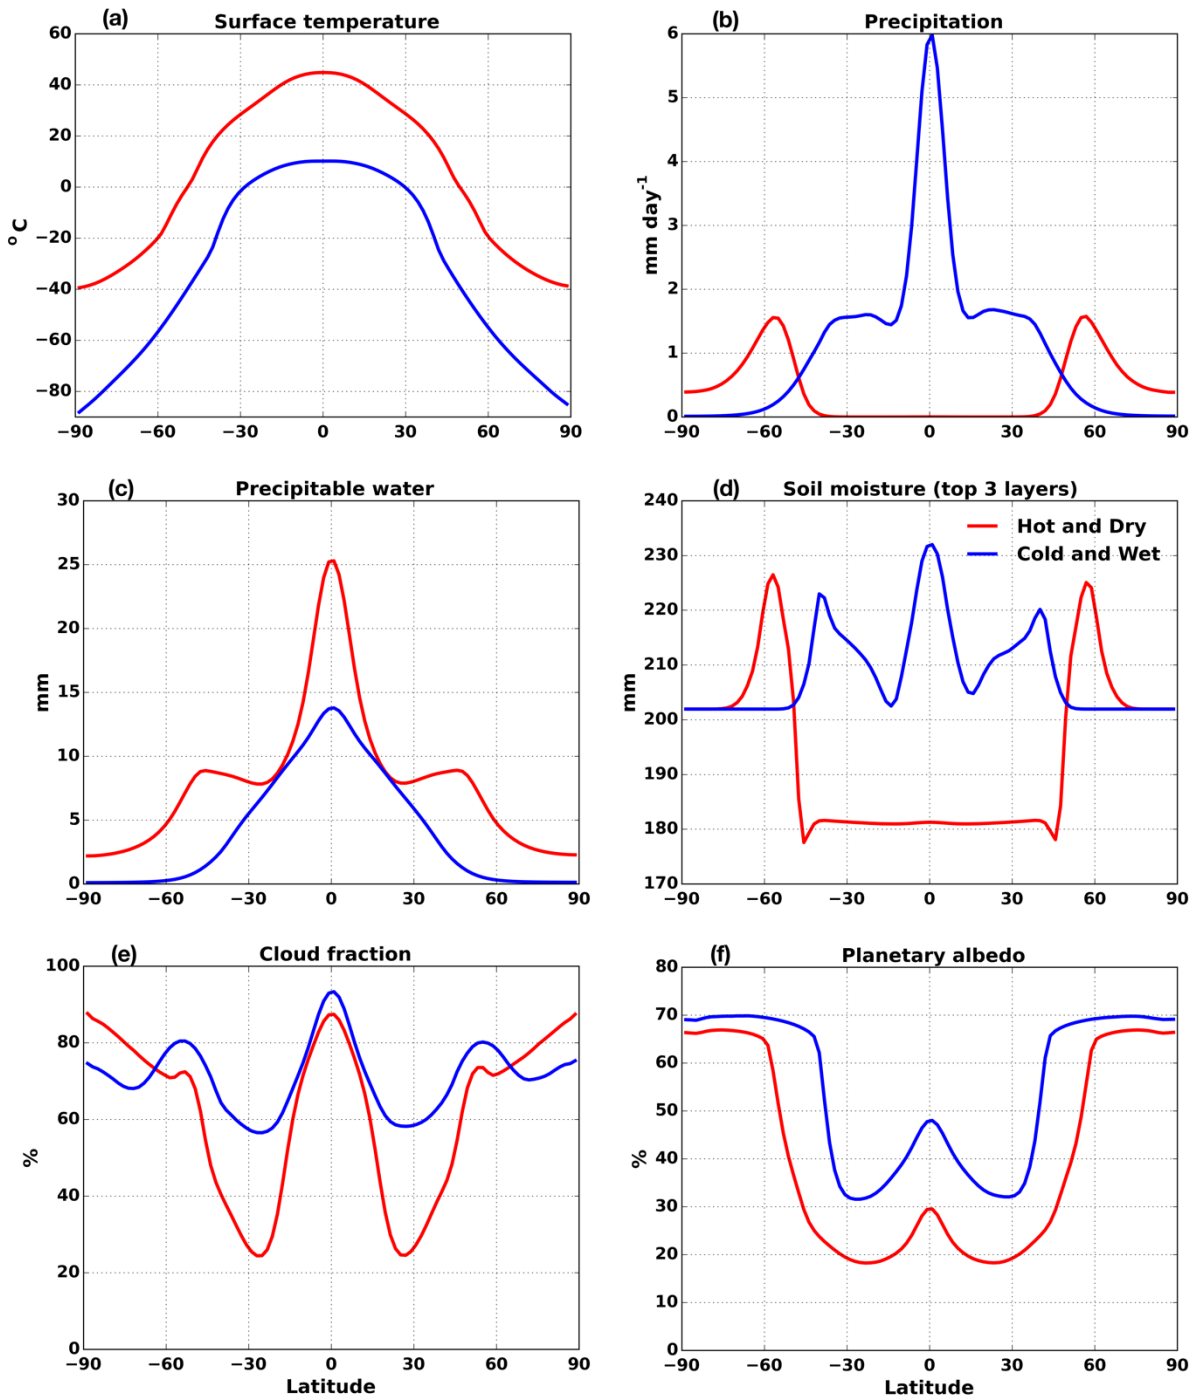 (a) Surface temperature
60
40
20
0
−20
−40
−60
−80
°C
−90 −60 −30 0 30 60 90
(b) Precipitation
6
5
4
3
2
1
0
mm day⁻¹
−90 −60 −30 0 30 60 90
(c) Precipitable water
30
25
20
15
10
5
0
mm
−90 −60 −30 0 30 60 90
(d) Soil moisture (top 3 layers)
240
230
220
210
200
190
180
170
mm
Hot and Dry
Cold and Wet
−90 −60 −30 0 30 60 90
(e) Cloud fraction
100
80
60
40
20
0
%
−90 −60 −30 0 30 60 90
Latitude
(f) Planetary albedo
80
70
60
50
40
30
20
10
0
%
−90 −60 −30 0 30 60 90
Latitude